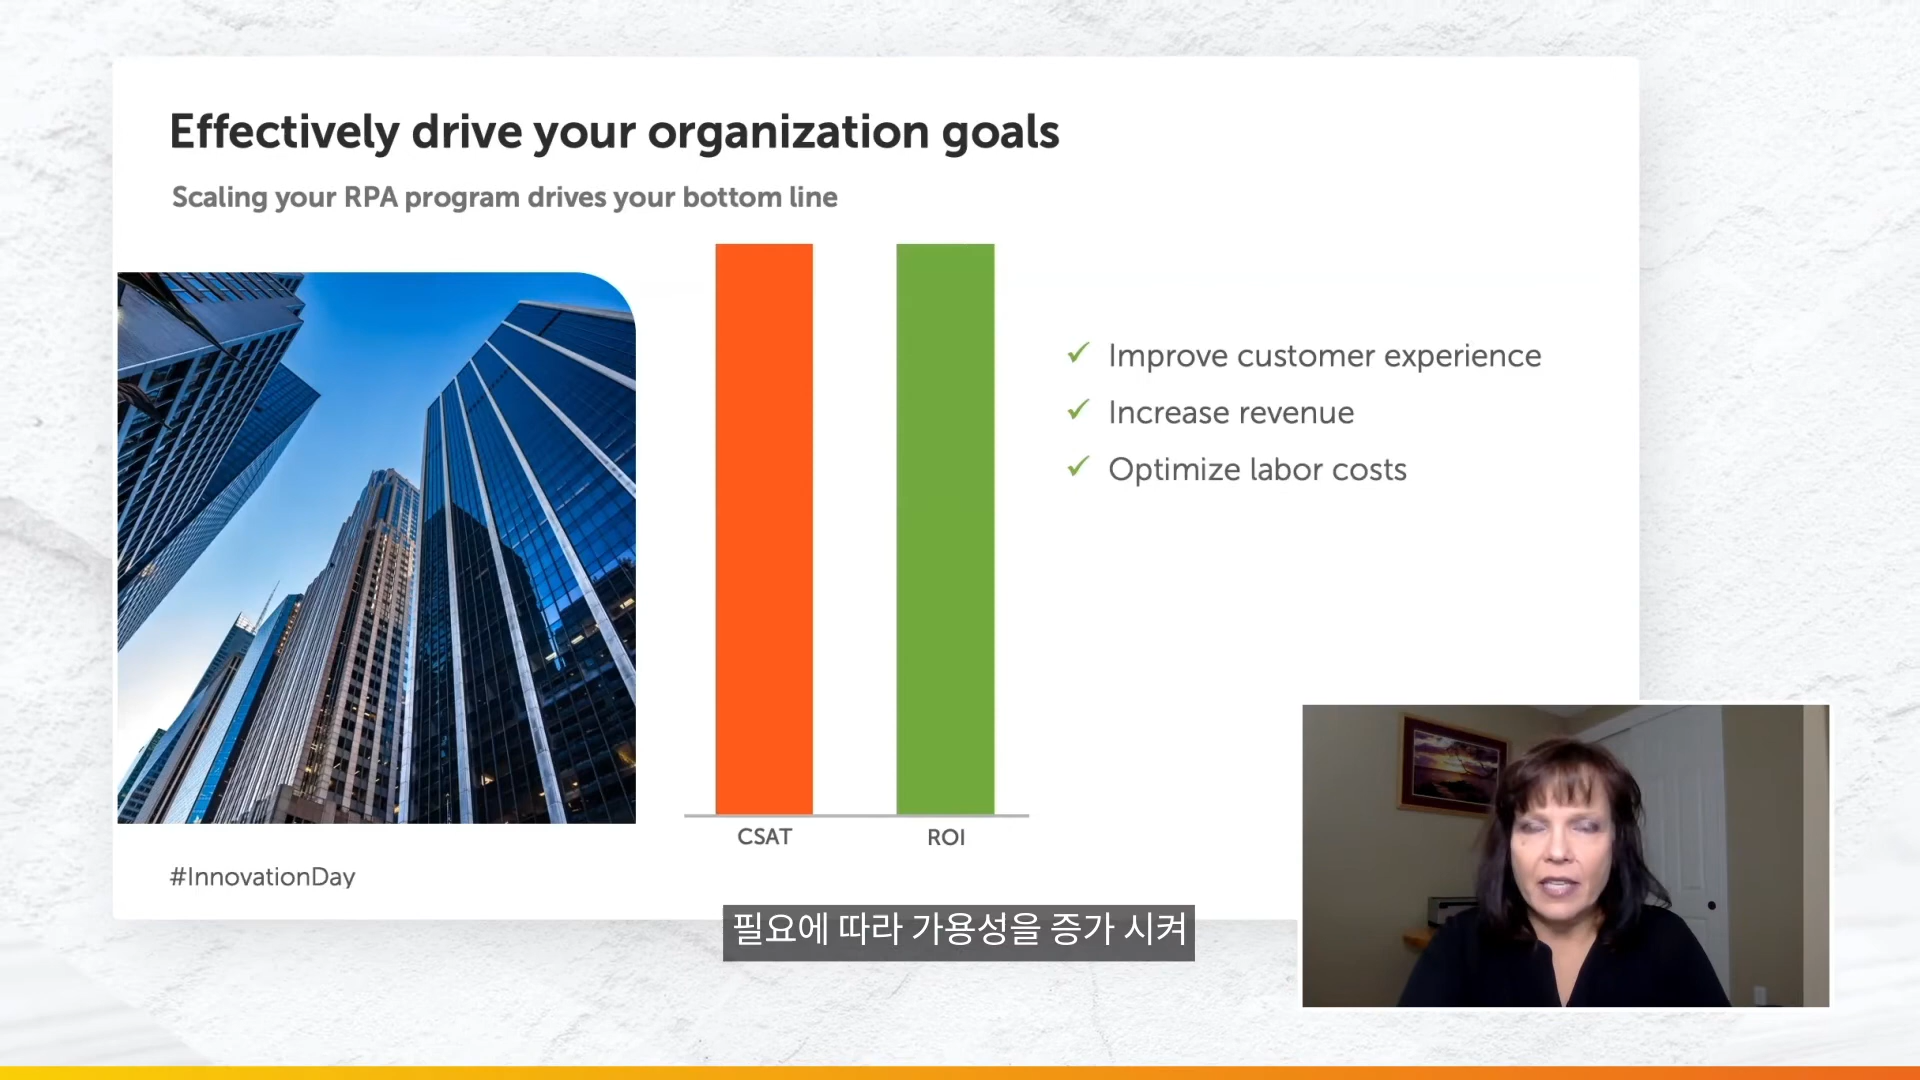 Effectively drive your organization goals
Scaling your RPA program drives your bottom line
✓ Improve customer experience
✓ Increase revenue
✓ Optimize labor costs
CSAT
ROI
#InnovationDay
필요에 따라 가용성을 증가 시켜